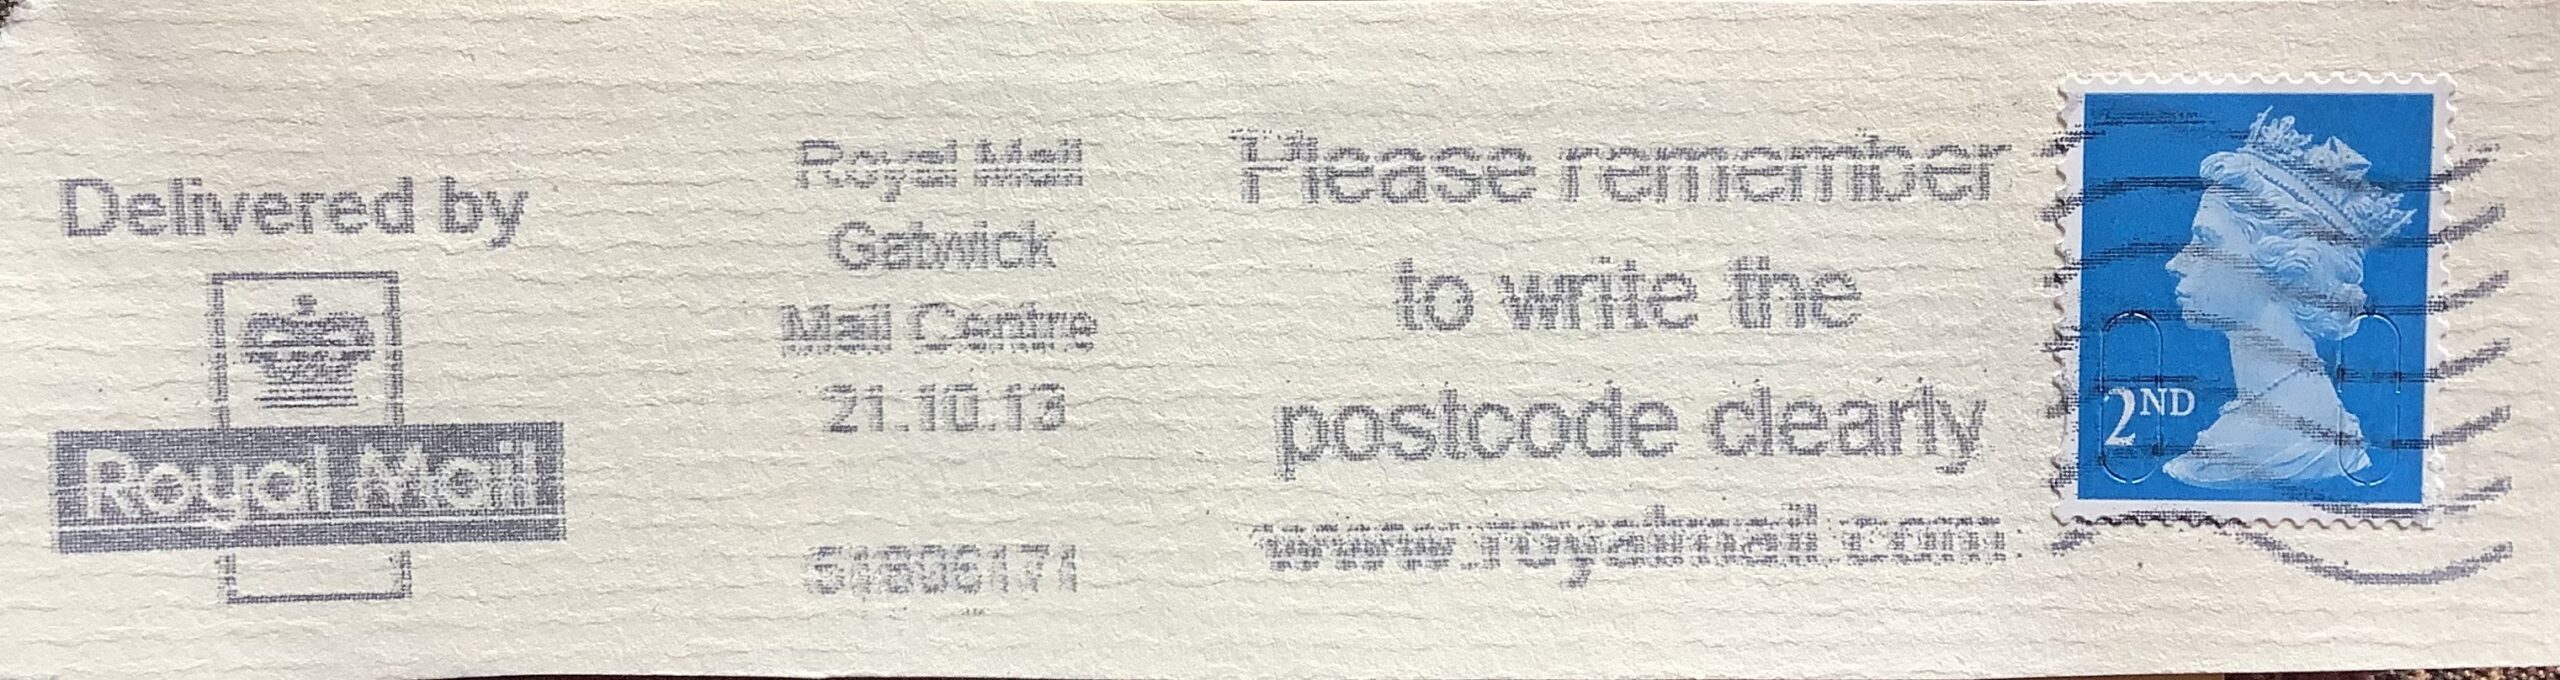 Delivered by
Royal Mail
Royal Mail
Gatwick
Mail Centre
21.10.13
Please remember
to write the
postcode clearly
www.royalmail.com
2ND